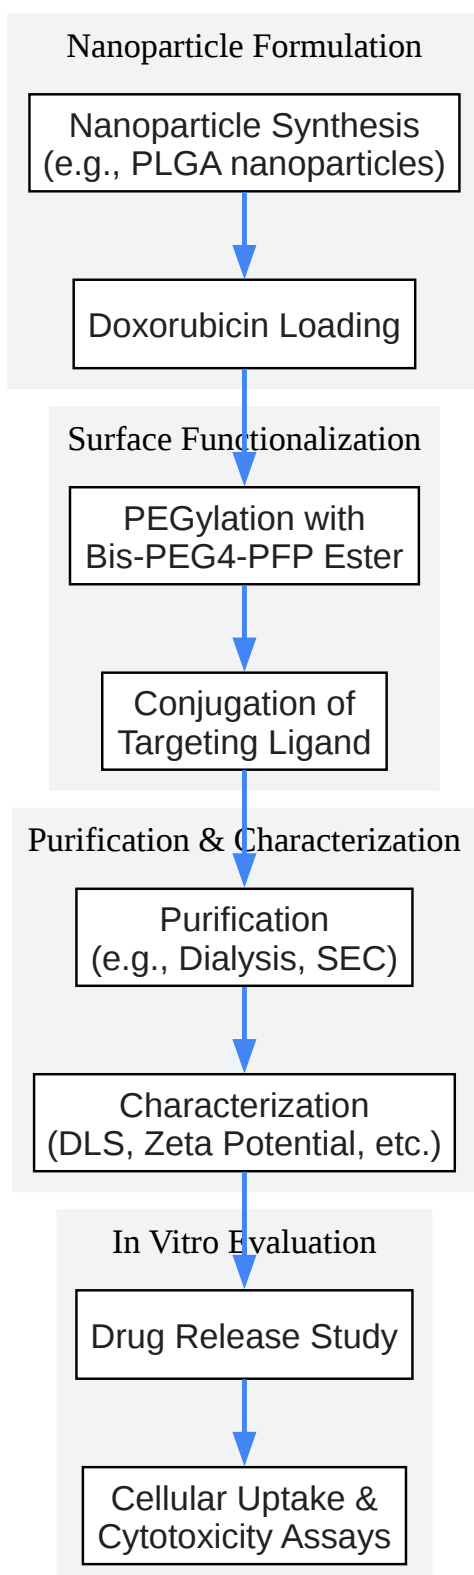 Nanoparticle Formulation
Nanoparticle Synthesis
(e.g., PLGA nanoparticles)
Doxorubicin Loading
Surface Functionalization
PEGylation with
Bis-PEG4-PFP Ester
Conjugation of
Targeting Ligand
Purification & Characterization
Purification
(e.g., Dialysis, SEC)
Characterization
(DLS, Zeta Potential, etc.)
In Vitro Evaluation
Drug Release Study
Cellular Uptake &
Cytotoxicity Assays